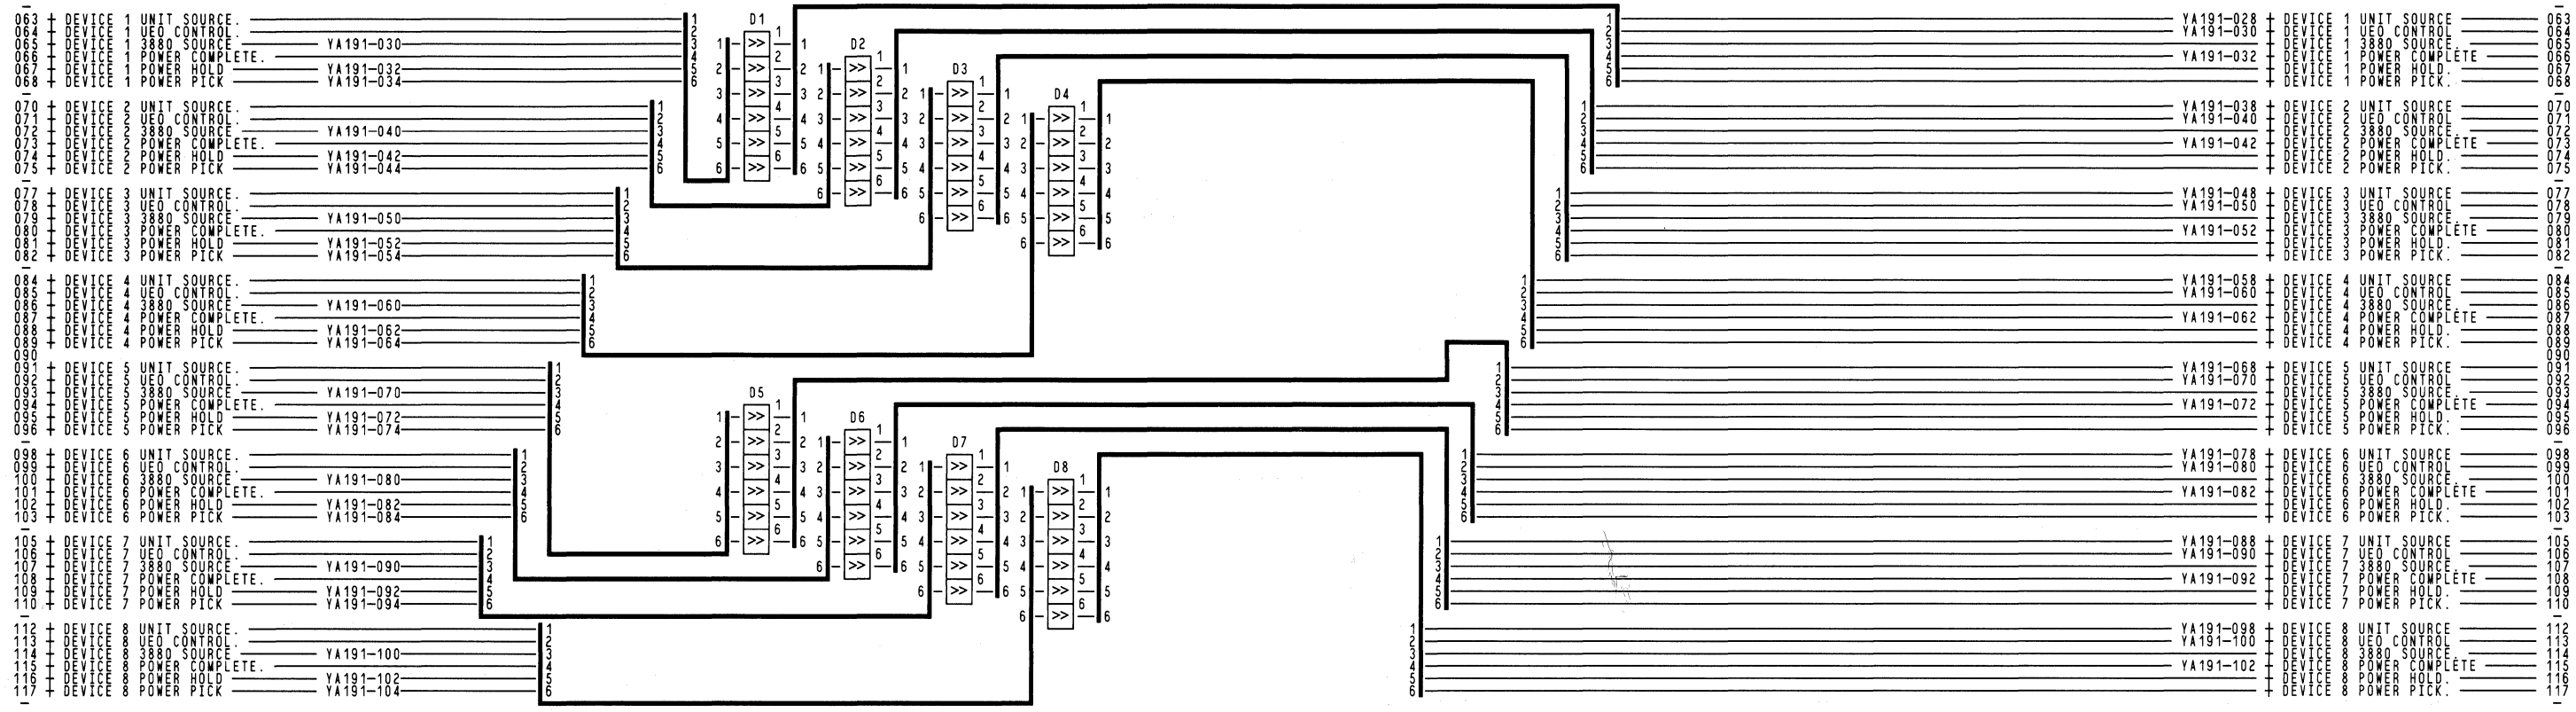 063 + DEVICE 1 UNIT SOURCE.
064 + DEVICE 1 UEO CONTROL.
065 + DEVICE 1 3880 SOURCE YA191-030
066 + DEVICE 1 POWER COMPLETE.
067 + DEVICE 1 POWER HOLD YA191-032
068 + DEVICE 1 POWER PICK YA191-034
070 + DEVICE 2 UNIT SOURCE.
071 + DEVICE 2 UEO CONTROL.
072 + DEVICE 2 3880 SOURCE YA191-040
073 + DEVICE 2 POWER COMPLETE.
074 + DEVICE 2 POWER HOLD YA191-042
075 + DEVICE 2 POWER PICK YA191-044
077 + DEVICE 3 UNIT SOURCE.
078 + DEVICE 3 UEO CONTROL.
079 + DEVICE 3 3880 SOURCE YA191-050
080 + DEVICE 3 POWER COMPLETE.
081 + DEVICE 3 POWER HOLD YA191-052
082 + DEVICE 3 POWER PICK YA191-054
084 + DEVICE 4 UNIT SOURCE.
085 + DEVICE 4 UEO CONTROL.
086 + DEVICE 4 3880 SOURCE YA191-060
087 + DEVICE 4 POWER COMPLETE.
088 + DEVICE 4 POWER HOLD YA191-062
089 + DEVICE 4 POWER PICK YA191-064
090
091 + DEVICE 5 UNIT SOURCE.
092 + DEVICE 5 UEO CONTROL.
093 + DEVICE 5 3880 SOURCE YA191-070
094 + DEVICE 5 POWER COMPLETE.
095 + DEVICE 5 POWER HOLD YA191-072
096 + DEVICE 5 POWER PICK YA191-074
098 + DEVICE 6 UNIT SOURCE.
099 + DEVICE 6 UEO CONTROL.
100 + DEVICE 6 3880 SOURCE YA191-080
101 + DEVICE 6 POWER COMPLETE.
102 + DEVICE 6 POWER HOLD YA191-082
103 + DEVICE 6 POWER PICK YA191-084
105 + DEVICE 7 UNIT SOURCE.
106 + DEVICE 7 UEO CONTROL.
107 + DEVICE 7 3880 SOURCE YA191-090
108 + DEVICE 7 POWER COMPLETE.
109 + DEVICE 7 POWER HOLD YA191-092
110 + DEVICE 7 POWER PICK YA191-094
112 + DEVICE 8 UNIT SOURCE.
113 + DEVICE 8 UEO CONTROL.
114 + DEVICE 8 3880 SOURCE YA191-100
115 + DEVICE 8 POWER COMPLETE.
116 + DEVICE 8 POWER HOLD YA191-102
117 + DEVICE 8 POWER PICK YA191-104
D1
D2
D3
D4
D5
D6
D7
D8
YA191-028 + DEVICE 1 UNIT SOURCE 063
YA191-030 + DEVICE 1 UEO CONTROL 064
+ DEVICE 1 3880 SOURCE. 065
YA191-032 + DEVICE 1 POWER COMPLETE 066
+ DEVICE 1 POWER HOLD. 067
+ DEVICE 1 POWER PICK. 068
YA191-038 + DEVICE 2 UNIT SOURCE 070
YA191-040 + DEVICE 2 UEO CONTROL 071
+ DEVICE 2 3880 SOURCE. 072
YA191-042 + DEVICE 2 POWER COMPLETE 073
+ DEVICE 2 POWER HOLD. 074
+ DEVICE 2 POWER PICK. 075
YA191-048 + DEVICE 3 UNIT SOURCE 077
YA191-050 + DEVICE 3 UEO CONTROL 078
+ DEVICE 3 3880 SOURCE. 079
YA191-052 + DEVICE 3 POWER COMPLETE 080
+ DEVICE 3 POWER HOLD. 081
+ DEVICE 3 POWER PICK. 082
YA191-058 + DEVICE 4 UNIT SOURCE 084
YA191-060 + DEVICE 4 UEO CONTROL 085
+ DEVICE 4 3880 SOURCE. 086
YA191-062 + DEVICE 4 POWER COMPLETE 087
+ DEVICE 4 POWER HOLD. 088
+ DEVICE 4 POWER PICK. 089
090
YA191-068 + DEVICE 5 UNIT SOURCE 091
YA191-070 + DEVICE 5 UEO CONTROL 092
+ DEVICE 5 3880 SOURCE. 093
YA191-072 + DEVICE 5 POWER COMPLETE 094
+ DEVICE 5 POWER HOLD. 095
+ DEVICE 5 POWER PICK. 096
YA191-078 + DEVICE 6 UNIT SOURCE 098
YA191-080 + DEVICE 6 UEO CONTROL 099
+ DEVICE 6 3880 SOURCE. 100
YA191-082 + DEVICE 6 POWER COMPLETE 101
+ DEVICE 6 POWER HOLD. 102
+ DEVICE 6 POWER PICK. 103
YA191-088 + DEVICE 7 UNIT SOURCE 105
YA191-090 + DEVICE 7 UEO CONTROL 106
+ DEVICE 7 3880 SOURCE. 107
YA191-092 + DEVICE 7 POWER COMPLETE 108
+ DEVICE 7 POWER HOLD. 109
+ DEVICE 7 POWER PICK. 110
YA191-098 + DEVICE 8 UNIT SOURCE 112
YA191-100 + DEVICE 8 UEO CONTROL 113
+ DEVICE 8 3880 SOURCE. 114
YA191-102 + DEVICE 8 POWER COMPLETE 115
+ DEVICE 8 POWER HOLD. 116
+ DEVICE 8 POWER PICK. 117